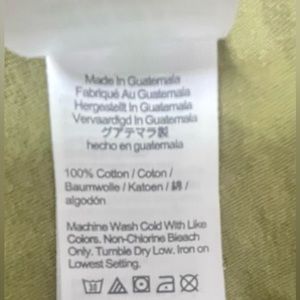 Made In Guatemala
Fabriqué Au Guatemala
Hergestellt In Guatemala
Vervaardigd In Guatemala
グアテマラ製
hecho en guatemala
100% Cotton / Coton /
Baumwolle / Katoen / 綿 /
algodón
Machine Wash Cold With Like
Colors. Non-Chlorine Bleach
Only. Tumble Dry Low. Iron on
Lowest Setting.